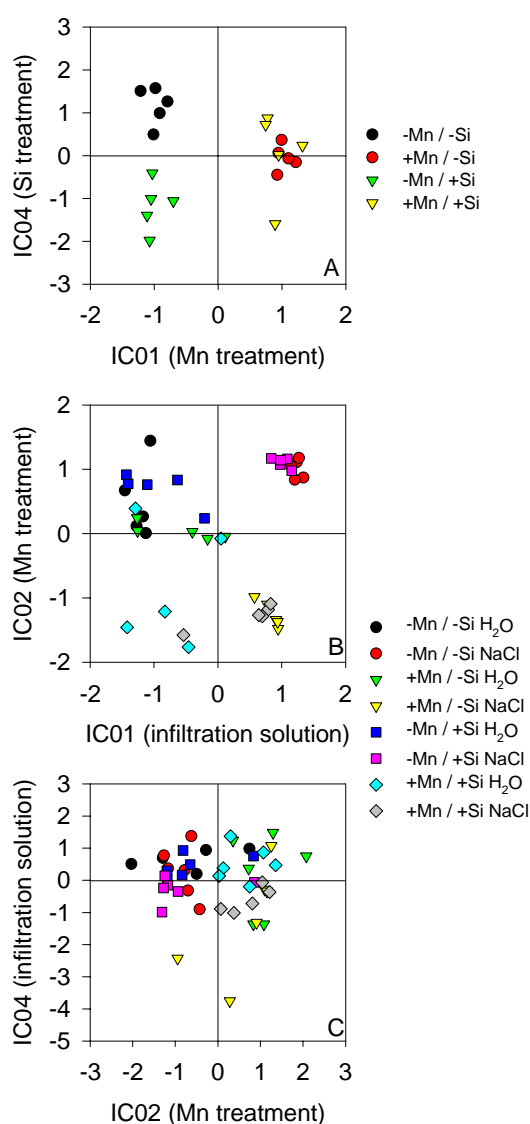 3
2
1
0
-1
-2
-3
IC04 (Si treatment)
A
-2 -1 0 1 2
IC01 (Mn treatment)
-Mn / -Si
+Mn / -Si
-Mn / +Si
+Mn / +Si
2
1
0
-1
-2
IC02 (Mn treatment)
B
-2 -1 0 1 2
IC01 (infiltration solution)
-Mn / -Si H₂O
-Mn / -Si NaCl
+Mn / -Si H₂O
+Mn / -Si NaCl
-Mn / +Si H₂O
-Mn / +Si NaCl
+Mn / +Si H₂O
+Mn / +Si NaCl
3
2
1
0
-1
-2
-3
-4
-5
IC04 (infiltration solution)
C
-3 -2 -1 0 1 2 3
IC02 (Mn treatment)